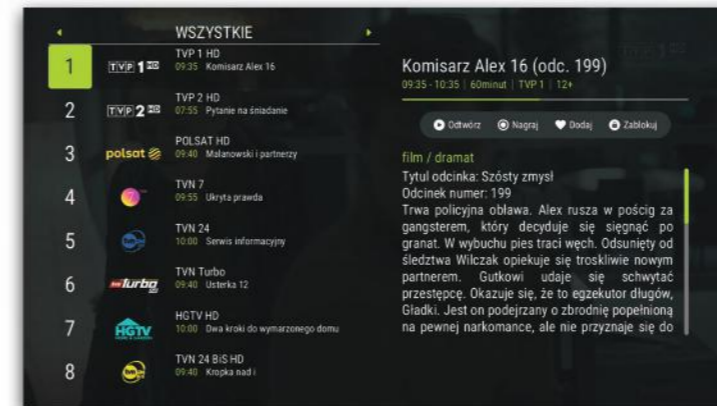 WSZYSTKIE
1
TVP 1 HD
TVP 1 HD
09:35 Komisarz Alex 16
2
TVP 2 HD
TVP 2 HD
07:55 Pytanie na śniadanie
3
polsat
POLSAT HD
09:40 Malanowski i partnerzy
4
7
TVN 7
09:55 Ukryta prawda
5
TVN 24
10:00 Serwis informacyjny
6
Turbo
TVN Turbo
09:40 Usterka 12
7
HGTV
HGTV HD
10:00 Dwa kroki do wymarzonego domu
8
TVN 24 BiS HD
09:40 Kropka nad i
Komisarz Alex 16 (odc. 199)
09:35 - 10:35 | 60minut | TVP 1 | 12+
Odtwórz Nagraj Dodaj Zablokuj
film / dramat
Tytuł odcinka: Szósty zmysł
Odcinek numer: 199
Trwa policyjna obława. Alex rusza w pościg za
gangsterem, który decyduje się sięgnąć po
granat. W wybuchu pies traci węch. Odsunięty od
śledztwa Wilczak opiekuje się troskliwie nowym
partnerem. Gutkowi udaje się schwytać
przestępcę. Okazuje się, że to egzekutor długów,
Gładki. Jest on podejrzany o zbrodnię popełnioną
na pewnej narkomance, ale nie przyznaje się do